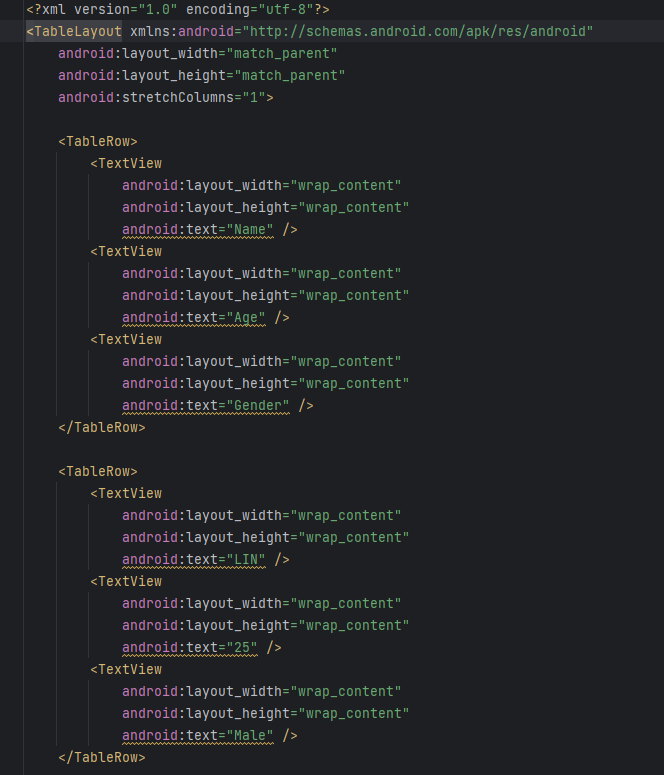 <?xml version="1.0" encoding="utf-8"?>
<TableLayout xmlns:android="http://schemas.android.com/apk/res/android"
    android:layout_width="match_parent"
    android:layout_height="match_parent"
    android:stretchColumns="1">

    <TableRow>
        <TextView
            android:layout_width="wrap_content"
            android:layout_height="wrap_content"
            android:text="Name" />
        <TextView
            android:layout_width="wrap_content"
            android:layout_height="wrap_content"
            android:text="Age" />
        <TextView
            android:layout_width="wrap_content"
            android:layout_height="wrap_content"
            android:text="Gender" />
    </TableRow>

    <TableRow>
        <TextView
            android:layout_width="wrap_content"
            android:layout_height="wrap_content"
            android:text="LIN" />
        <TextView
            android:layout_width="wrap_content"
            android:layout_height="wrap_content"
            android:text="25" />
        <TextView
            android:layout_width="wrap_content"
            android:layout_height="wrap_content"
            android:text="Male" />
    </TableRow>